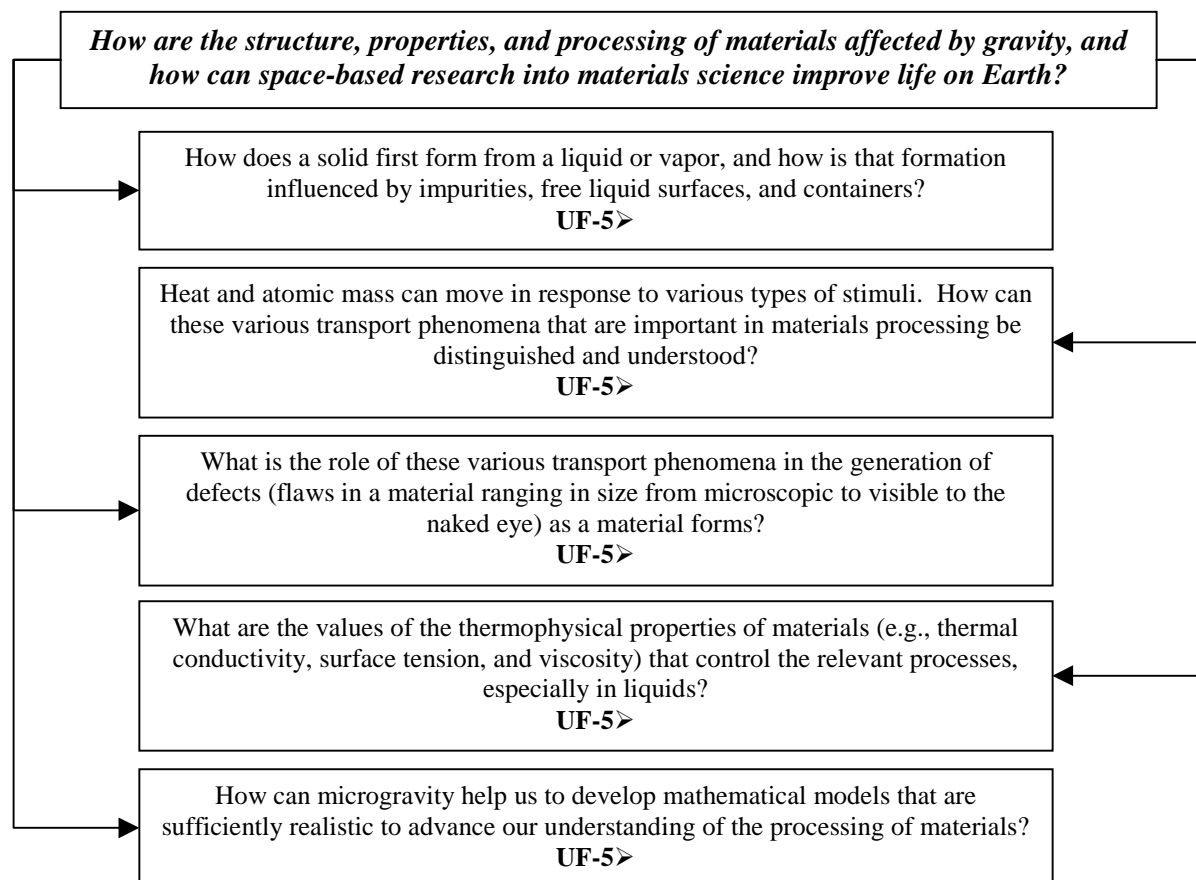 How are the structure, properties, and processing of materials affected by gravity, and
how can space-based research into materials science improve life on Earth?
How does a solid first form from a liquid or vapor, and how is that formation
influenced by impurities, free liquid surfaces, and containers?
UF-5➢
Heat and atomic mass can move in response to various types of stimuli.  How can
these various transport phenomena that are important in materials processing be
distinguished and understood?
UF-5➢
What is the role of these various transport phenomena in the generation of
defects (flaws in a material ranging in size from microscopic to visible to the
naked eye) as a material forms?
UF-5➢
What are the values of the thermophysical properties of materials (e.g., thermal
conductivity, surface tension, and viscosity) that control the relevant processes,
especially in liquids?
UF-5➢
How can microgravity help us to develop mathematical models that are
sufficiently realistic to advance our understanding of the processing of materials?
UF-5➢